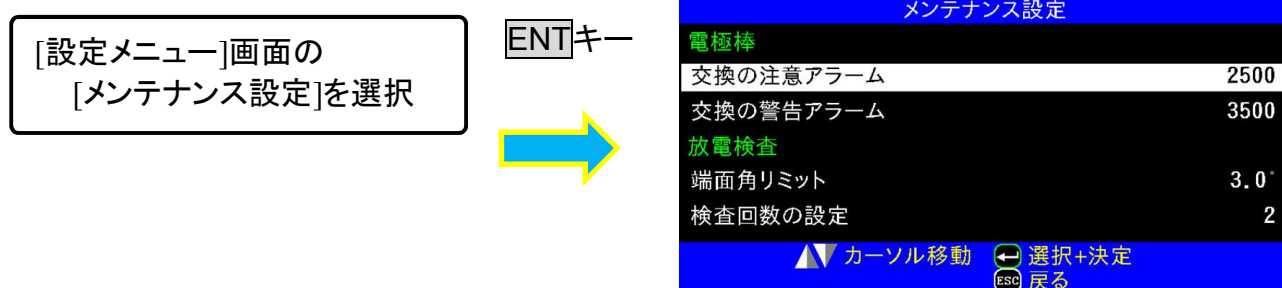 [設定メニュー]画面の
[メンテナンス設定]を選択
ENTキー
メンテナンス設定
電極棒
交換の注意アラーム 2500
交換の警告アラーム 3500
放電検査
端面角リミット 3.0°
検査回数の設定 2
カーソル移動 選択+決定
ESC 戻る